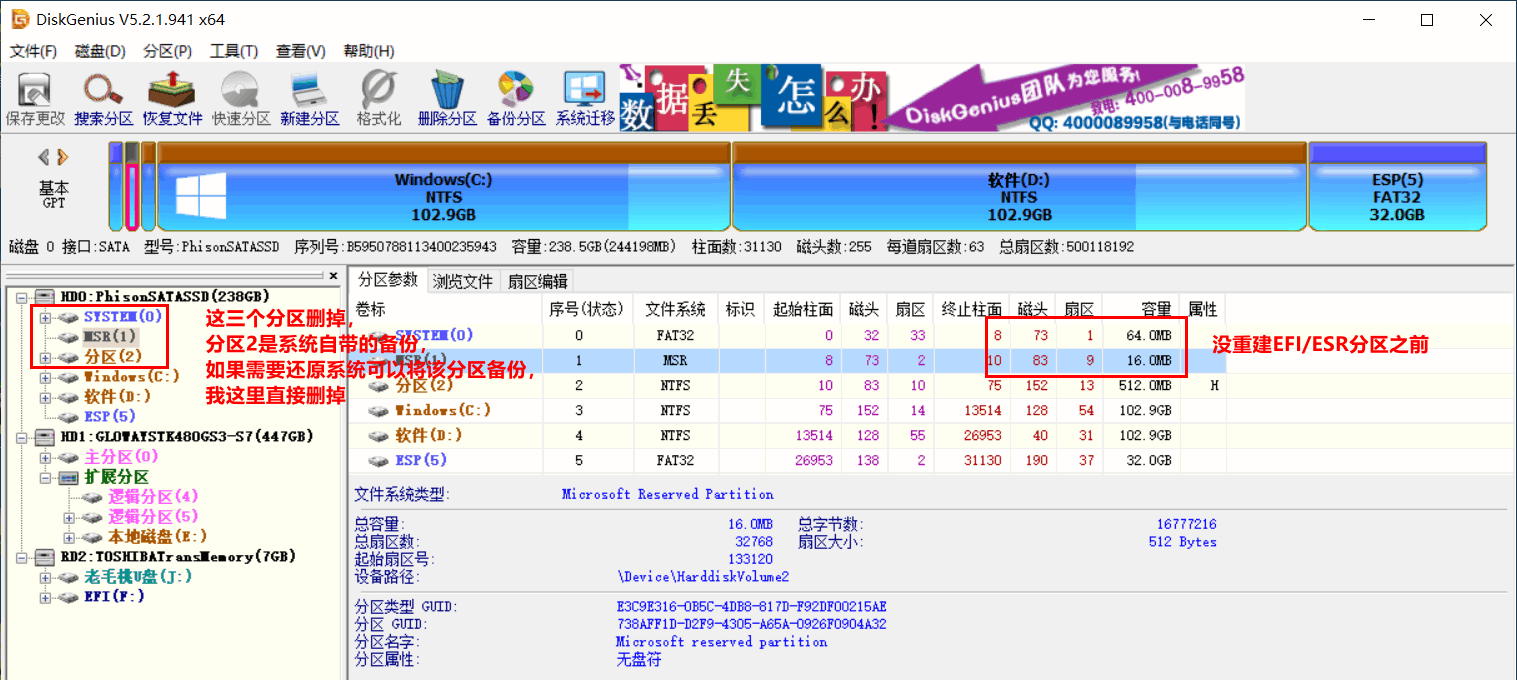 DiskGenius V5.2.1.941 x64
文件(F) 磁盘(D) 分区(P) 工具(T) 查看(V) 帮助(H)
保存更改 搜索分区 恢复文件 快速分区 新建分区 格式化 删除分区 备份分区 系统迁移
数据丢失怎么办!
DiskGenius团队为您服务!
致电: 400-008-9958
QQ: 4000089958(与电话同号)
基本
GPT
Windows(C:)
NTFS
102.9GB
软件(D:)
NTFS
102.9GB
ESP(5)
FAT32
32.0GB
磁盘 0 接口:SATA 型号:PhisonSATASSD 序列号:B5950788113400235943 容量:238.5GB(244198MB) 柱面数:31130 磁头数:255 每道扇区数:63 总扇区数:500118192
HD0:PhisonSATASSD(238GB)
SYSTEM(0)
MSR(1)
分区(2)
Windows(C:)
软件(D:)
ESP(5)
HD1:GLOWAYSTK480GS3-S7(447GB)
主分区(0)
扩展分区
逻辑分区(4)
逻辑分区(5)
本地磁盘(E:)
RD2:TOSHIBATransMemory(7GB)
老毛桃U盘(J:)
EFI(F:)
这三个分区删掉,
分区2是系统自带的备份,
如果需要还原系统可以将该分区备份,
我这里直接删掉
分区参数 浏览文件 扇区编辑
卷标 序号(状态) 文件系统 标识 起始柱面 磁头 扇区 终止柱面 磁头 扇区 容量 属性
SYSTEM(0) 0 FAT32 0 32 33 8 73 1 64.0MB
MSR(1) 1 MSR 8 73 2 10 83 9 16.0MB
分区(2) 2 NTFS 10 83 10 75 152 13 512.0MB H
Windows(C:) 3 NTFS 75 152 14 13514 128 54 102.9GB
软件(D:) 4 NTFS 13514 128 55 26953 40 31 102.9GB
ESP(5) 5 FAT32 26953 138 2 31130 190 37 32.0GB
没重建EFI/ESR分区之前
文件系统类型: Microsoft Reserved Partition
总容量: 16.0MB 总字节数: 16777216
总扇区数: 32768 扇区大小: 512 Bytes
起始扇区号: 133120
设备路径: \Device\HarddiskVolume2
分区类型 GUID: E3C9E316-0B5C-4DB8-817D-F92DF00215AE
分区 GUID: 738AFF1D-D2F9-4305-A65A-0926F0904A32
分区名字: Microsoft reserved partition
分区属性: 无盘符